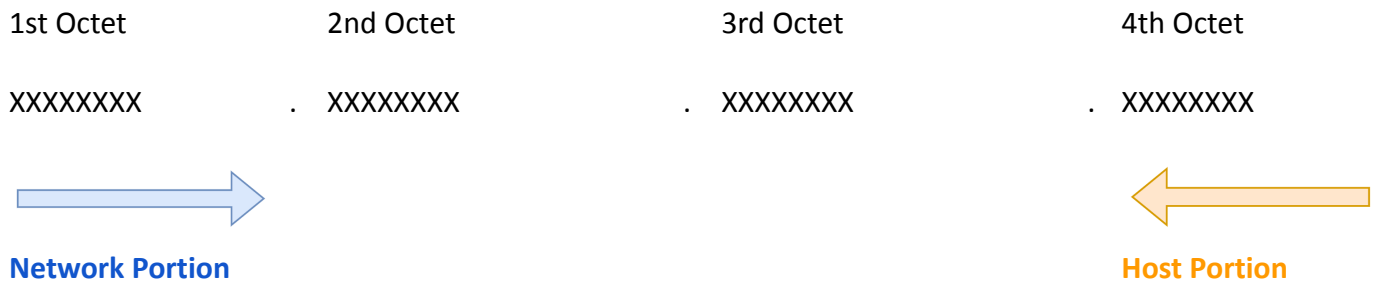 1st Octet 2nd Octet 3rd Octet 4th Octet
XXXXXXXX . XXXXXXXX . XXXXXXXX . XXXXXXXX
Network Portion Host Portion